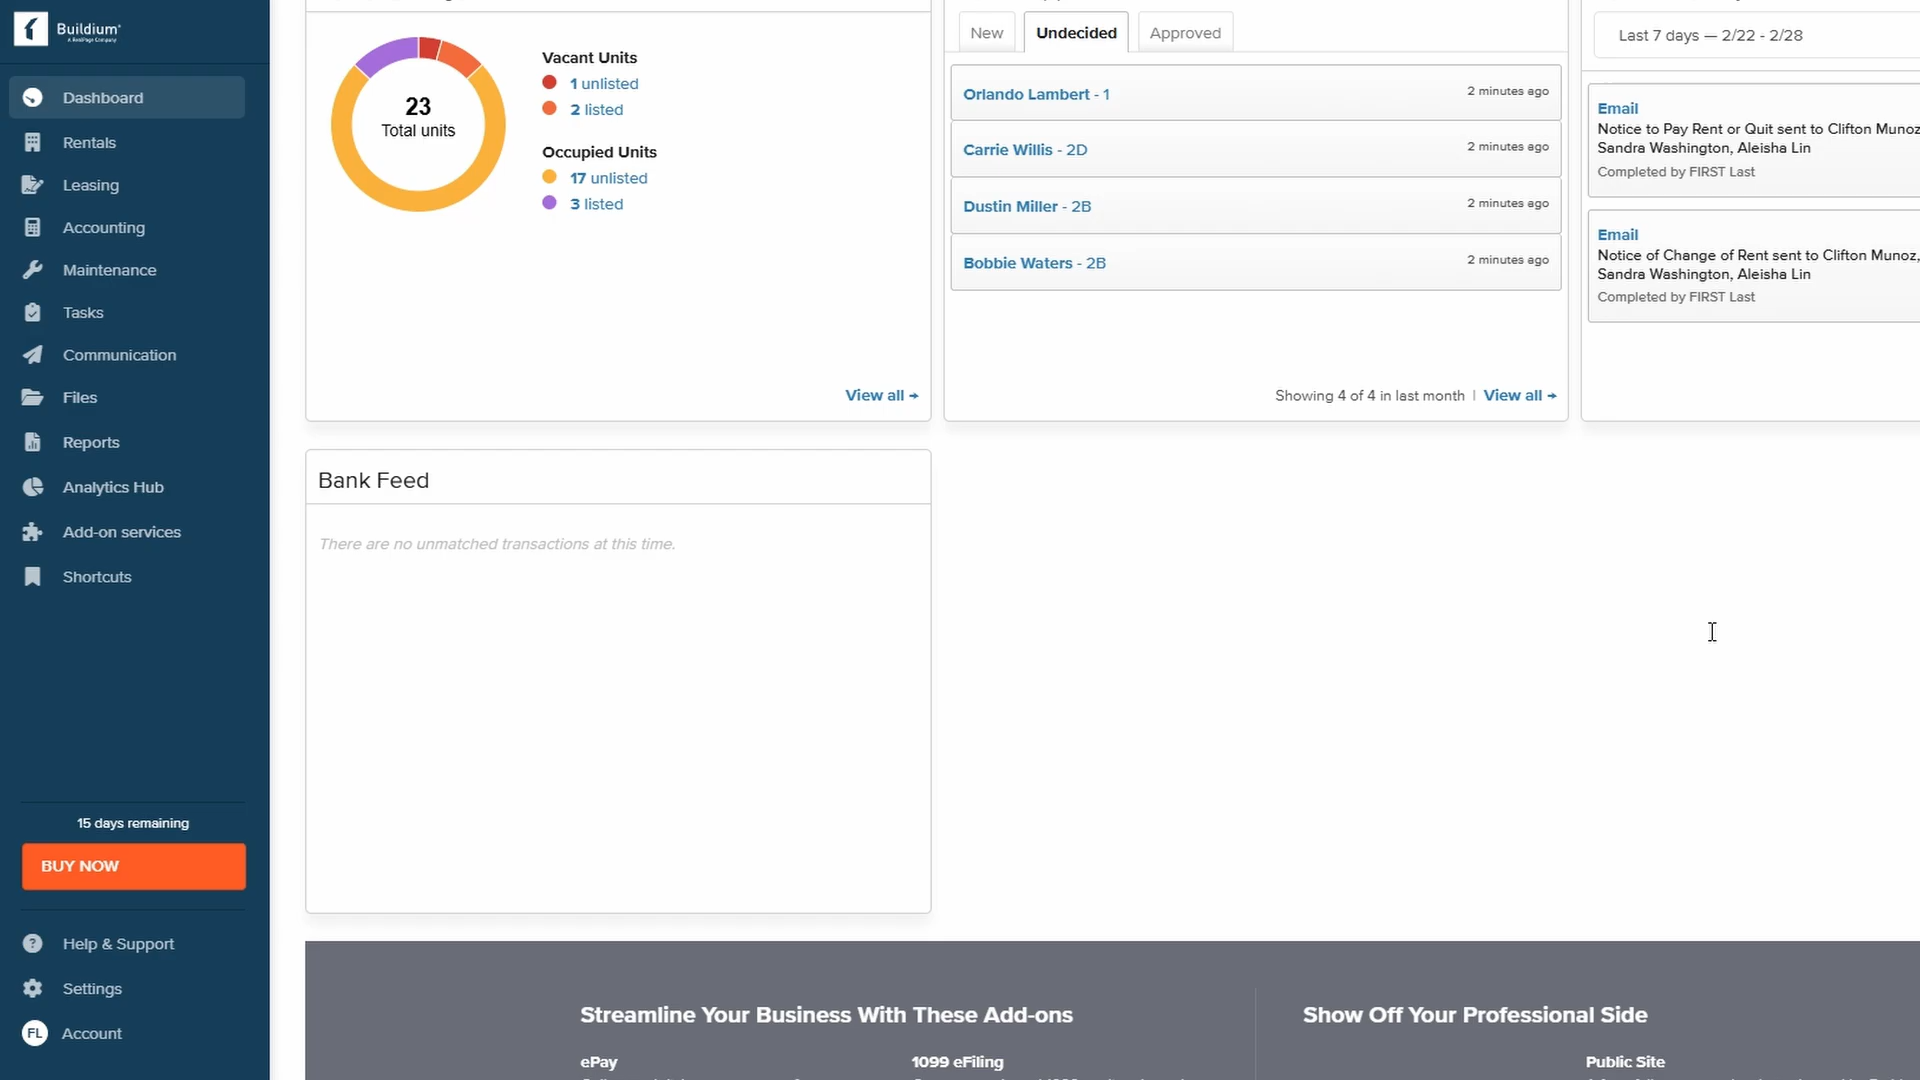 Buildium®
A RealPage Company
Dashboard
Rentals
Leasing
Accounting
Maintenance
Tasks
Communication
Files
Reports
Analytics Hub
Add-on services
Shortcuts
15 days remaining
BUY NOW
Help & Support
Settings
FL Account
23
Total units
Vacant Units
1 unlisted
2 listed
Occupied Units
17 unlisted
3 listed
View all →
New Undecided Approved
Orlando Lambert - 1 2 minutes ago
Carrie Willis - 2D 2 minutes ago
Dustin Miller - 2B 2 minutes ago
Bobbie Waters - 2B 2 minutes ago
Showing 4 of 4 in last month | View all →
Last 7 days — 2/22 - 2/28
Email
Notice to Pay Rent or Quit sent to Clifton Munoz
Sandra Washington, Aleisha Lin
Completed by FIRST Last
Email
Notice of Change of Rent sent to Clifton Munoz,
Sandra Washington, Aleisha Lin
Completed by FIRST Last
Bank Feed
There are no unmatched transactions at this time.
Streamline Your Business With These Add-ons
ePay 1099 eFiling
Show Off Your Professional Side
Public Site